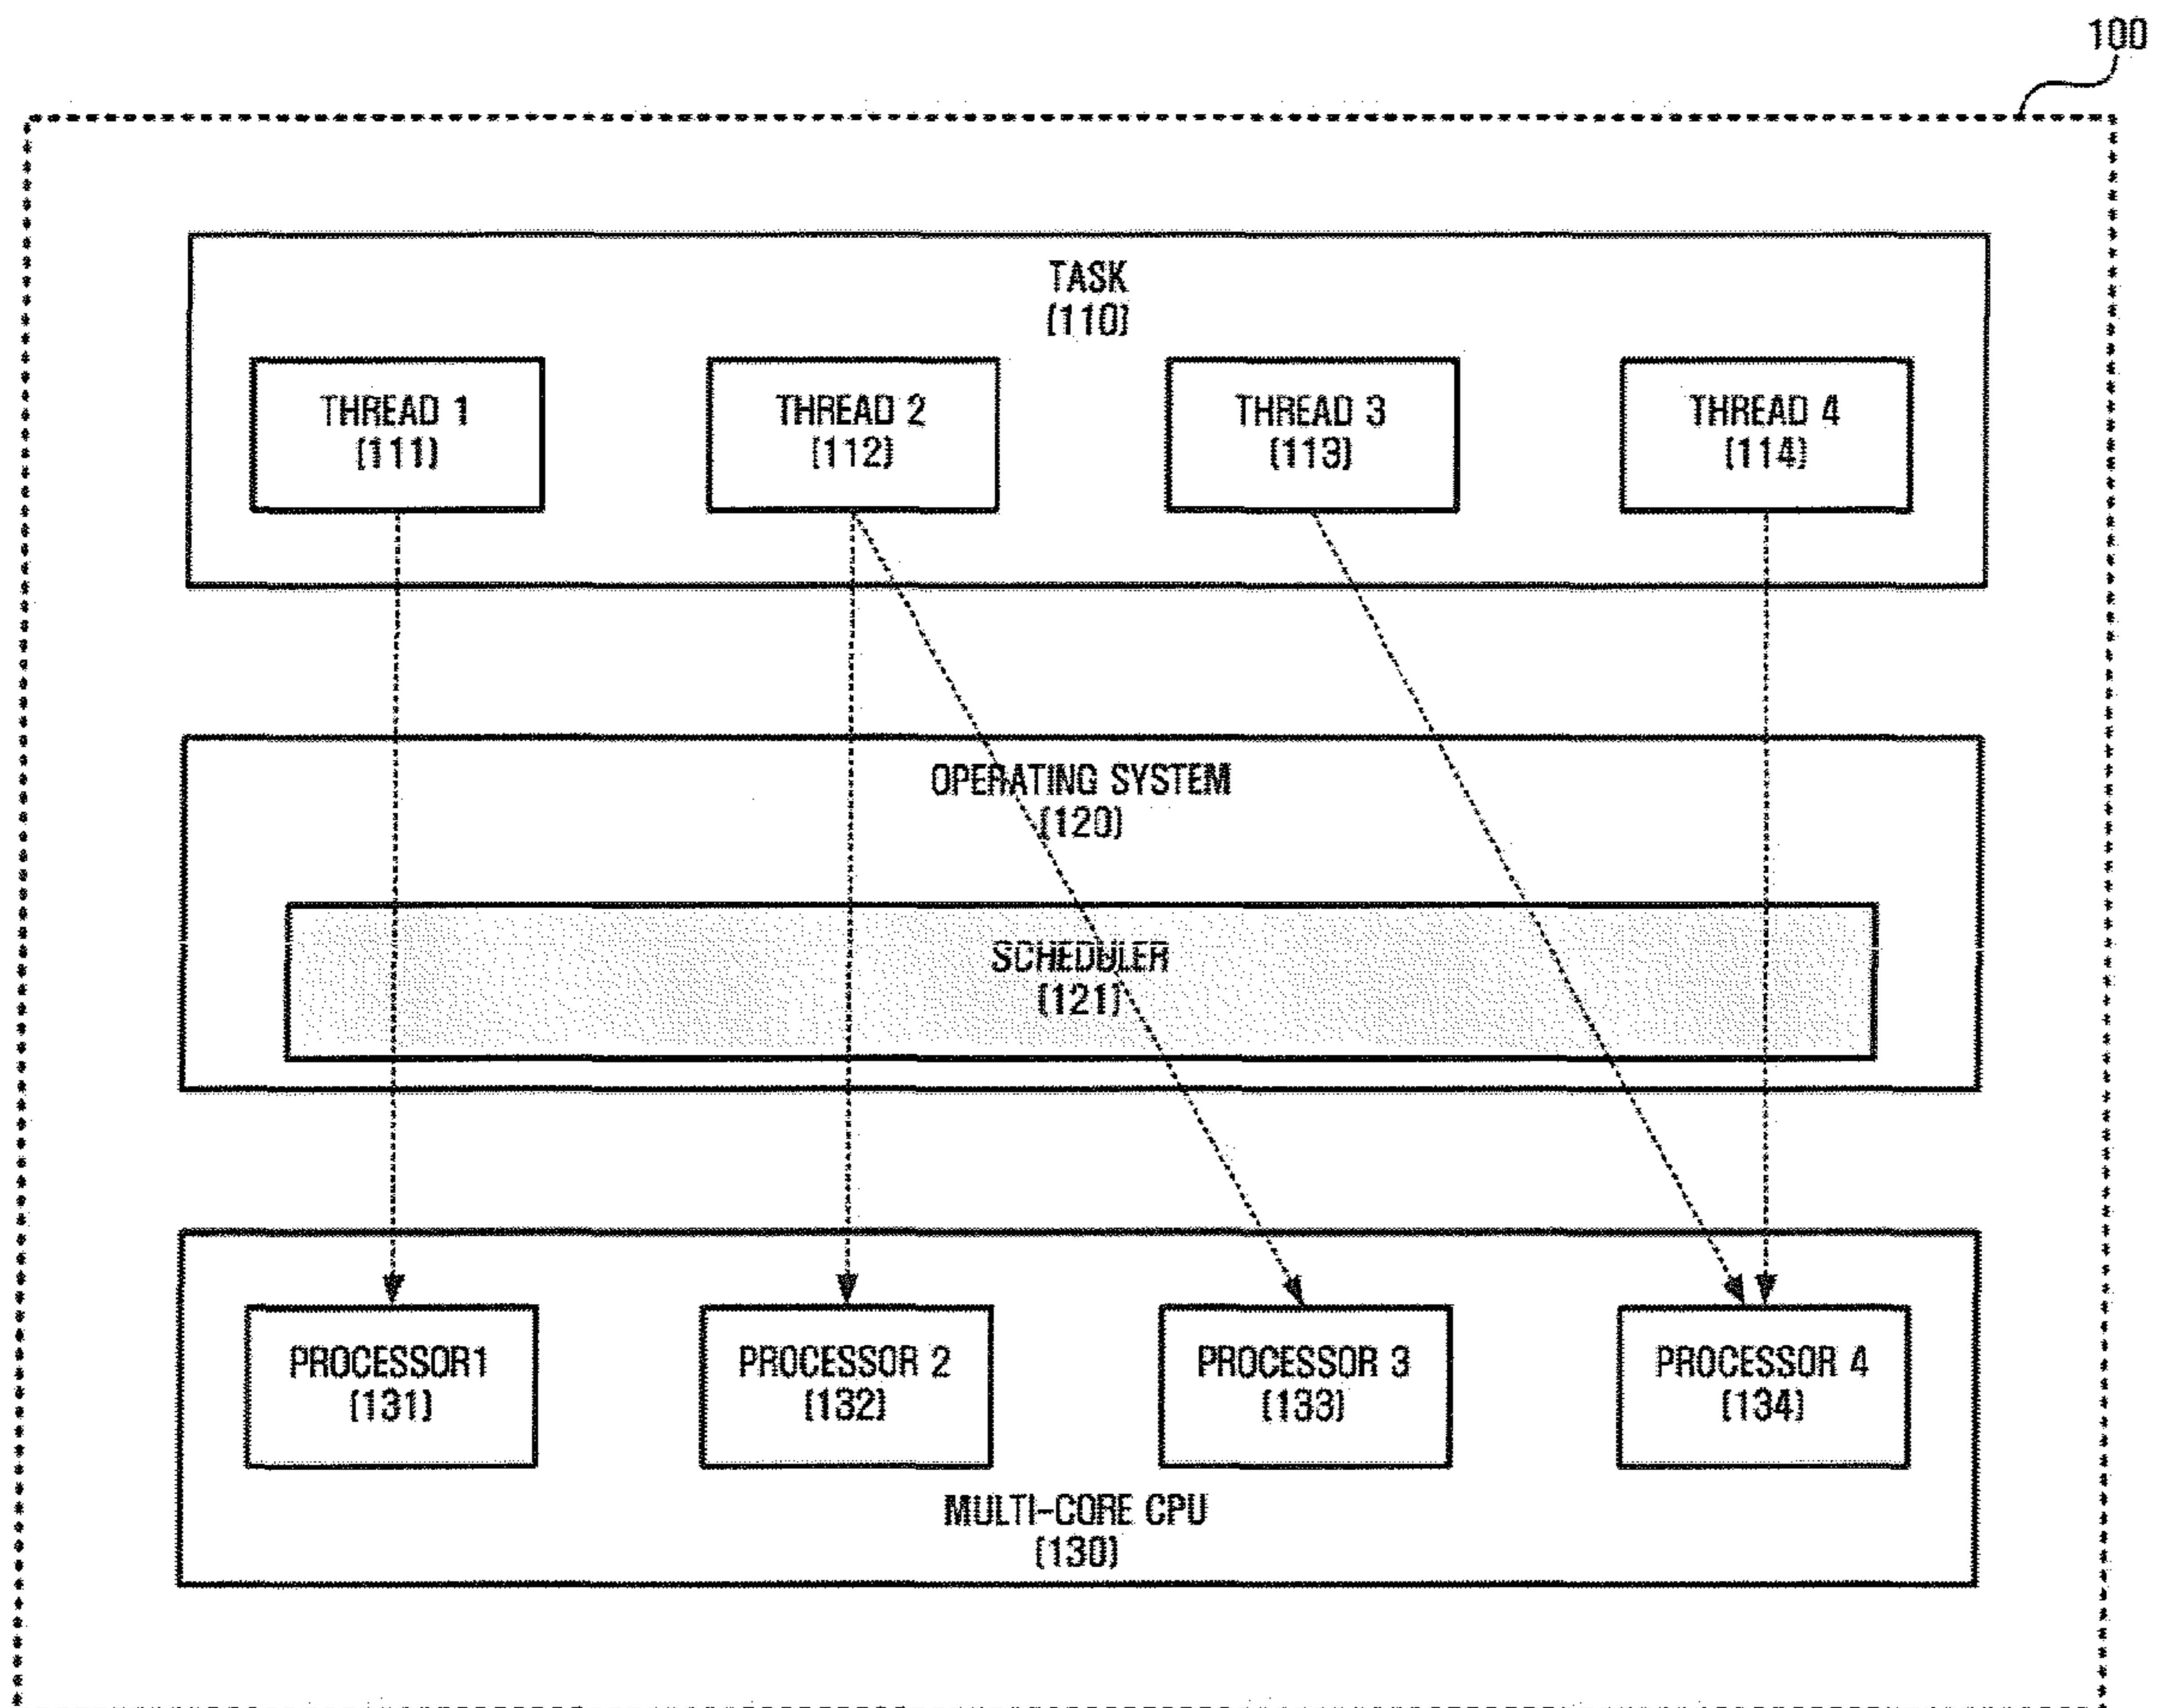 100
TASK
(110)
THREAD 1
(111)
THREAD 2
(112)
THREAD 3
(113)
THREAD 4
(114)
OPERATING SYSTEM
(120)
SCHEDULER
(121)
PROCESSOR1
(131)
PROCESSOR 2
(132)
PROCESSOR 3
(133)
PROCESSOR 4
(134)
MULTI-CORE CPU
(130)